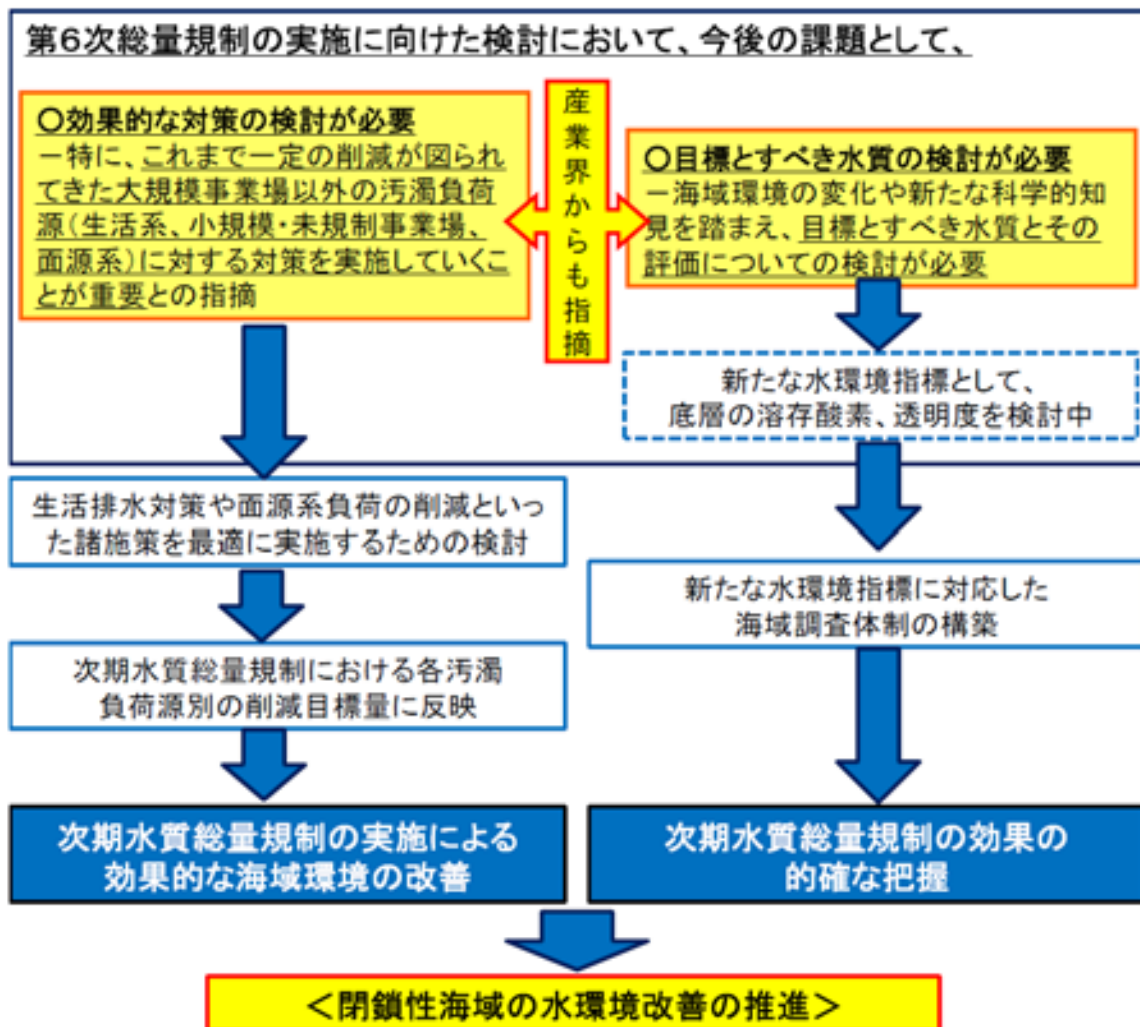 第6次総量規制の実施に向けた検討において、今後の課題として、
○効果的な対策の検討が必要
－特に、これまで一定の削減が図られ
てきた大規模事業場以外の汚濁負荷
源(生活系、小規模・未規制事業場、
面源系)に対する対策を実施していくこ
とが重要との指摘
産業界からも指摘
○目標とすべき水質の検討が必要
－海域環境の変化や新たな科学的知
見を踏まえ、目標とすべき水質とその
評価についての検討が必要
新たな水環境指標として、
底層の溶存酸素、透明度を検討中
生活排水対策や面源系負荷の削減といっ
た諸施策を最適に実施するための検討
新たな水環境指標に対応した
海域調査体制の構築
次期水質総量規制における各汚濁
負荷源別の削減目標量に反映
次期水質総量規制の実施による
効果的な海域環境の改善
次期水質総量規制の効果の
的確な把握
＜閉鎖性海域の水環境改善の推進＞